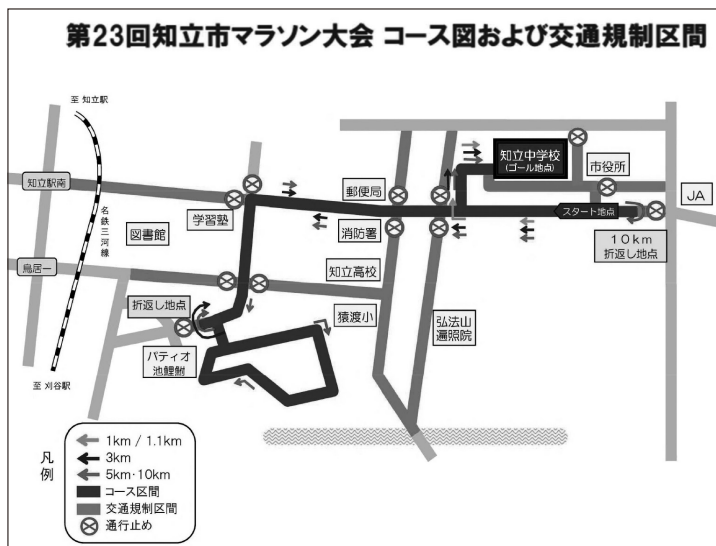 第23回知立市マラソン大会 コース図および交通規制区間
至 知立駅
知立中学校
(ゴール地点)
市役所
JA
知立駅南
郵便局
学習塾
スタート地点
名鉄三河線
図書館
消防署
10km
折返し地点
鳥居一
知立高校
折返し地点
猿渡小
弘法山
遍照院
パティオ
池鯉鮒
至 刈谷駅
凡例
1km / 1.1km
3km
5km・10km
コース区間
交通規制区間
通行止め